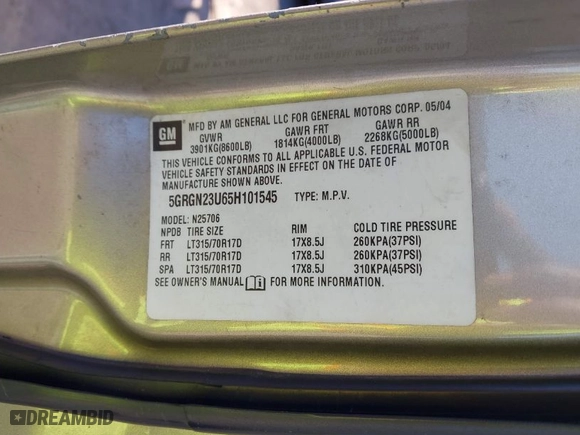 MFD BY AM GENERAL LLC FOR GENERAL MOTORS CORP. 05/04
GM
GVWR GAWR FRT GAWR RR
3901KG(8600LB) 1814KG(4000LB) 2268KG(5000LB)
THIS VEHICLE CONFORMS TO ALL APPLICABLE U.S. FEDERAL MOTOR
VEHICLE SAFETY STANDARDS IN EFFECT ON THE DATE OF
MANUFACTURE SHOWN ABOVE.
5GRGN23U65H101545 TYPE: M.P.V.
MODEL: N25706
NPDB TIRE SIZE RIM COLD TIRE PRESSURE
FRT LT315/70R17D 17X8.5J 260KPA(37PSI)
RR LT315/70R17D 17X8.5J 260KPA(37PSI)
SPA LT315/70R17D 17X8.5J 310KPA(45PSI)
SEE OWNER'S MANUAL FOR MORE INFORMATION.
DREAMBID